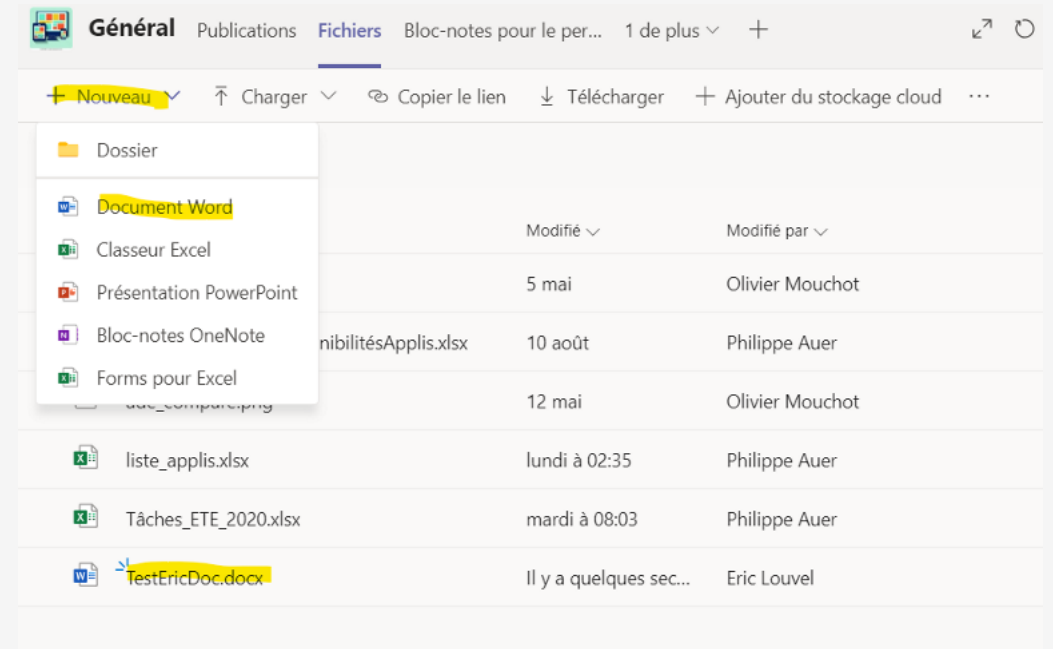 Général Publications Fichiers Bloc-notes pour le per... 1 de plus
Nouveau Charger Copier le lien Télécharger Ajouter du stockage cloud ...
Dossier
Document Word
Classeur Excel
Présentation PowerPoint
Bloc-notes OneNote
Forms pour Excel
Modifié Modifié par
5 mai Olivier Mouchot
nibilitésApplis.xlsx 10 août Philippe Auer
12 mai Olivier Mouchot
liste_applis.xlsx lundi à 02:35 Philippe Auer
Tâches_ETE_2020.xlsx mardi à 08:03 Philippe Auer
TestEricDoc.docx Il y a quelques sec... Eric Louvel